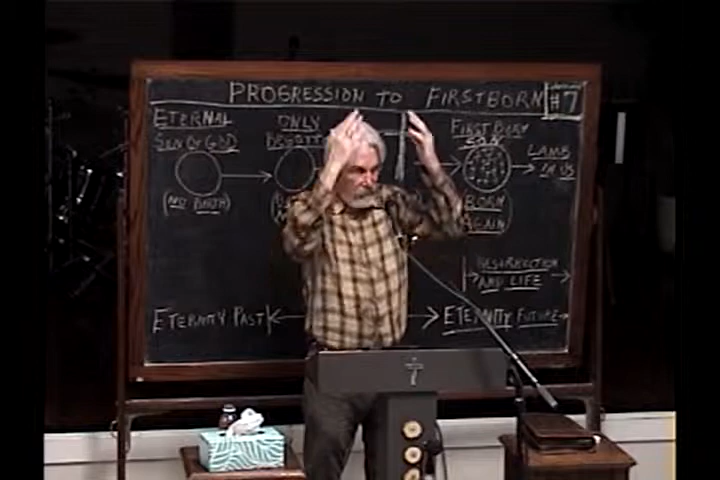 PROGRESSION TO FIRSTBORN
#7
ETERNAL
SON OF GOD
(NO BIRTH)
ONLY
FIRST BORN
SON
BORN
AGAIN
LAMB
IN US
RESURRECTION
AND LIFE
ETERNITY PAST
ETERNITY FUTURE